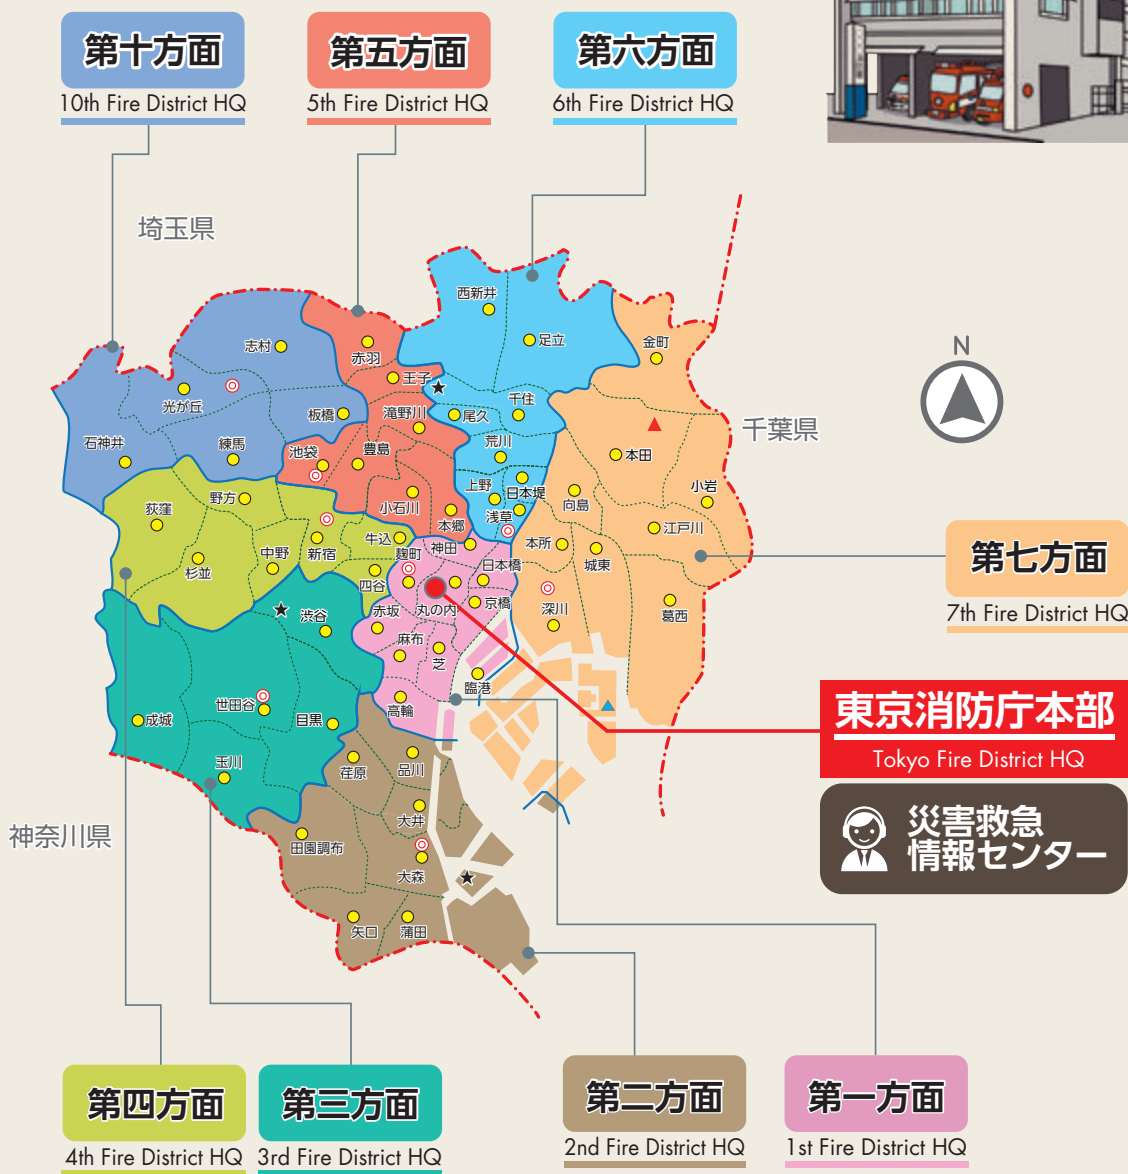 第十方面
10th Fire District HQ
第五方面
5th Fire District HQ
第六方面
6th Fire District HQ
埼玉県
西新井
足立
金町
志村
赤羽
王子
光が丘
板橋
滝野川
尾久
千住
千葉県
N
石神井
練馬
池袋
豊島
荒川
本田
上野
日本堤
向島
小岩
荻窪
野方
小石川
本郷
浅草
江戸川
杉並
中野
新宿
牛込
麹町
神田
本所
城東
四谷
日本橋
第七方面
7th Fire District HQ
赤坂
丸の内
京橋
深川
葛西
渋谷
麻布
芝
臨港
世田谷
目黒
高輪
成城
東京消防庁本部
Tokyo Fire District HQ
玉川
荏原
品川
大井
神奈川県
田園調布
大森
災害救急
情報センター
矢口
蒲田
第四方面
4th Fire District HQ
第三方面
3rd Fire District HQ
第二方面
2nd Fire District HQ
第一方面
1st Fire District HQ